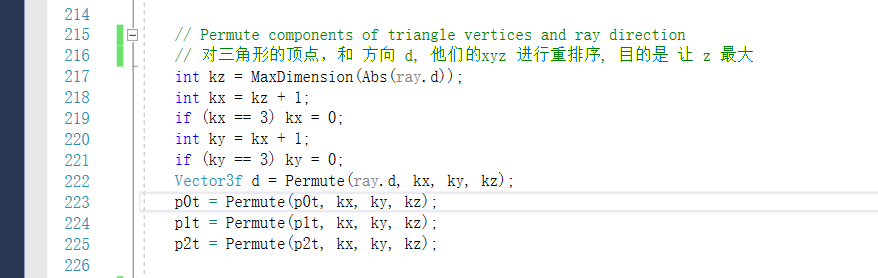 214
215 // Permute components of triangle vertices and ray direction
216 // 对三角形的顶点，和 方向 d, 他们的xyz 进行重排序, 目的是 让 z 最大
217 int kz = MaxDimension(Abs(ray.d));
218 int kx = kz + 1;
219 if (kx == 3) kx = 0;
220 int ky = kx + 1;
221 if (ky == 3) ky = 0;
222 Vector3f d = Permute(ray.d, kx, ky, kz);
223 p0t = Permute(p0t, kx, ky, kz);
224 p1t = Permute(p1t, kx, ky, kz);
225 p2t = Permute(p2t, kx, ky, kz);
226